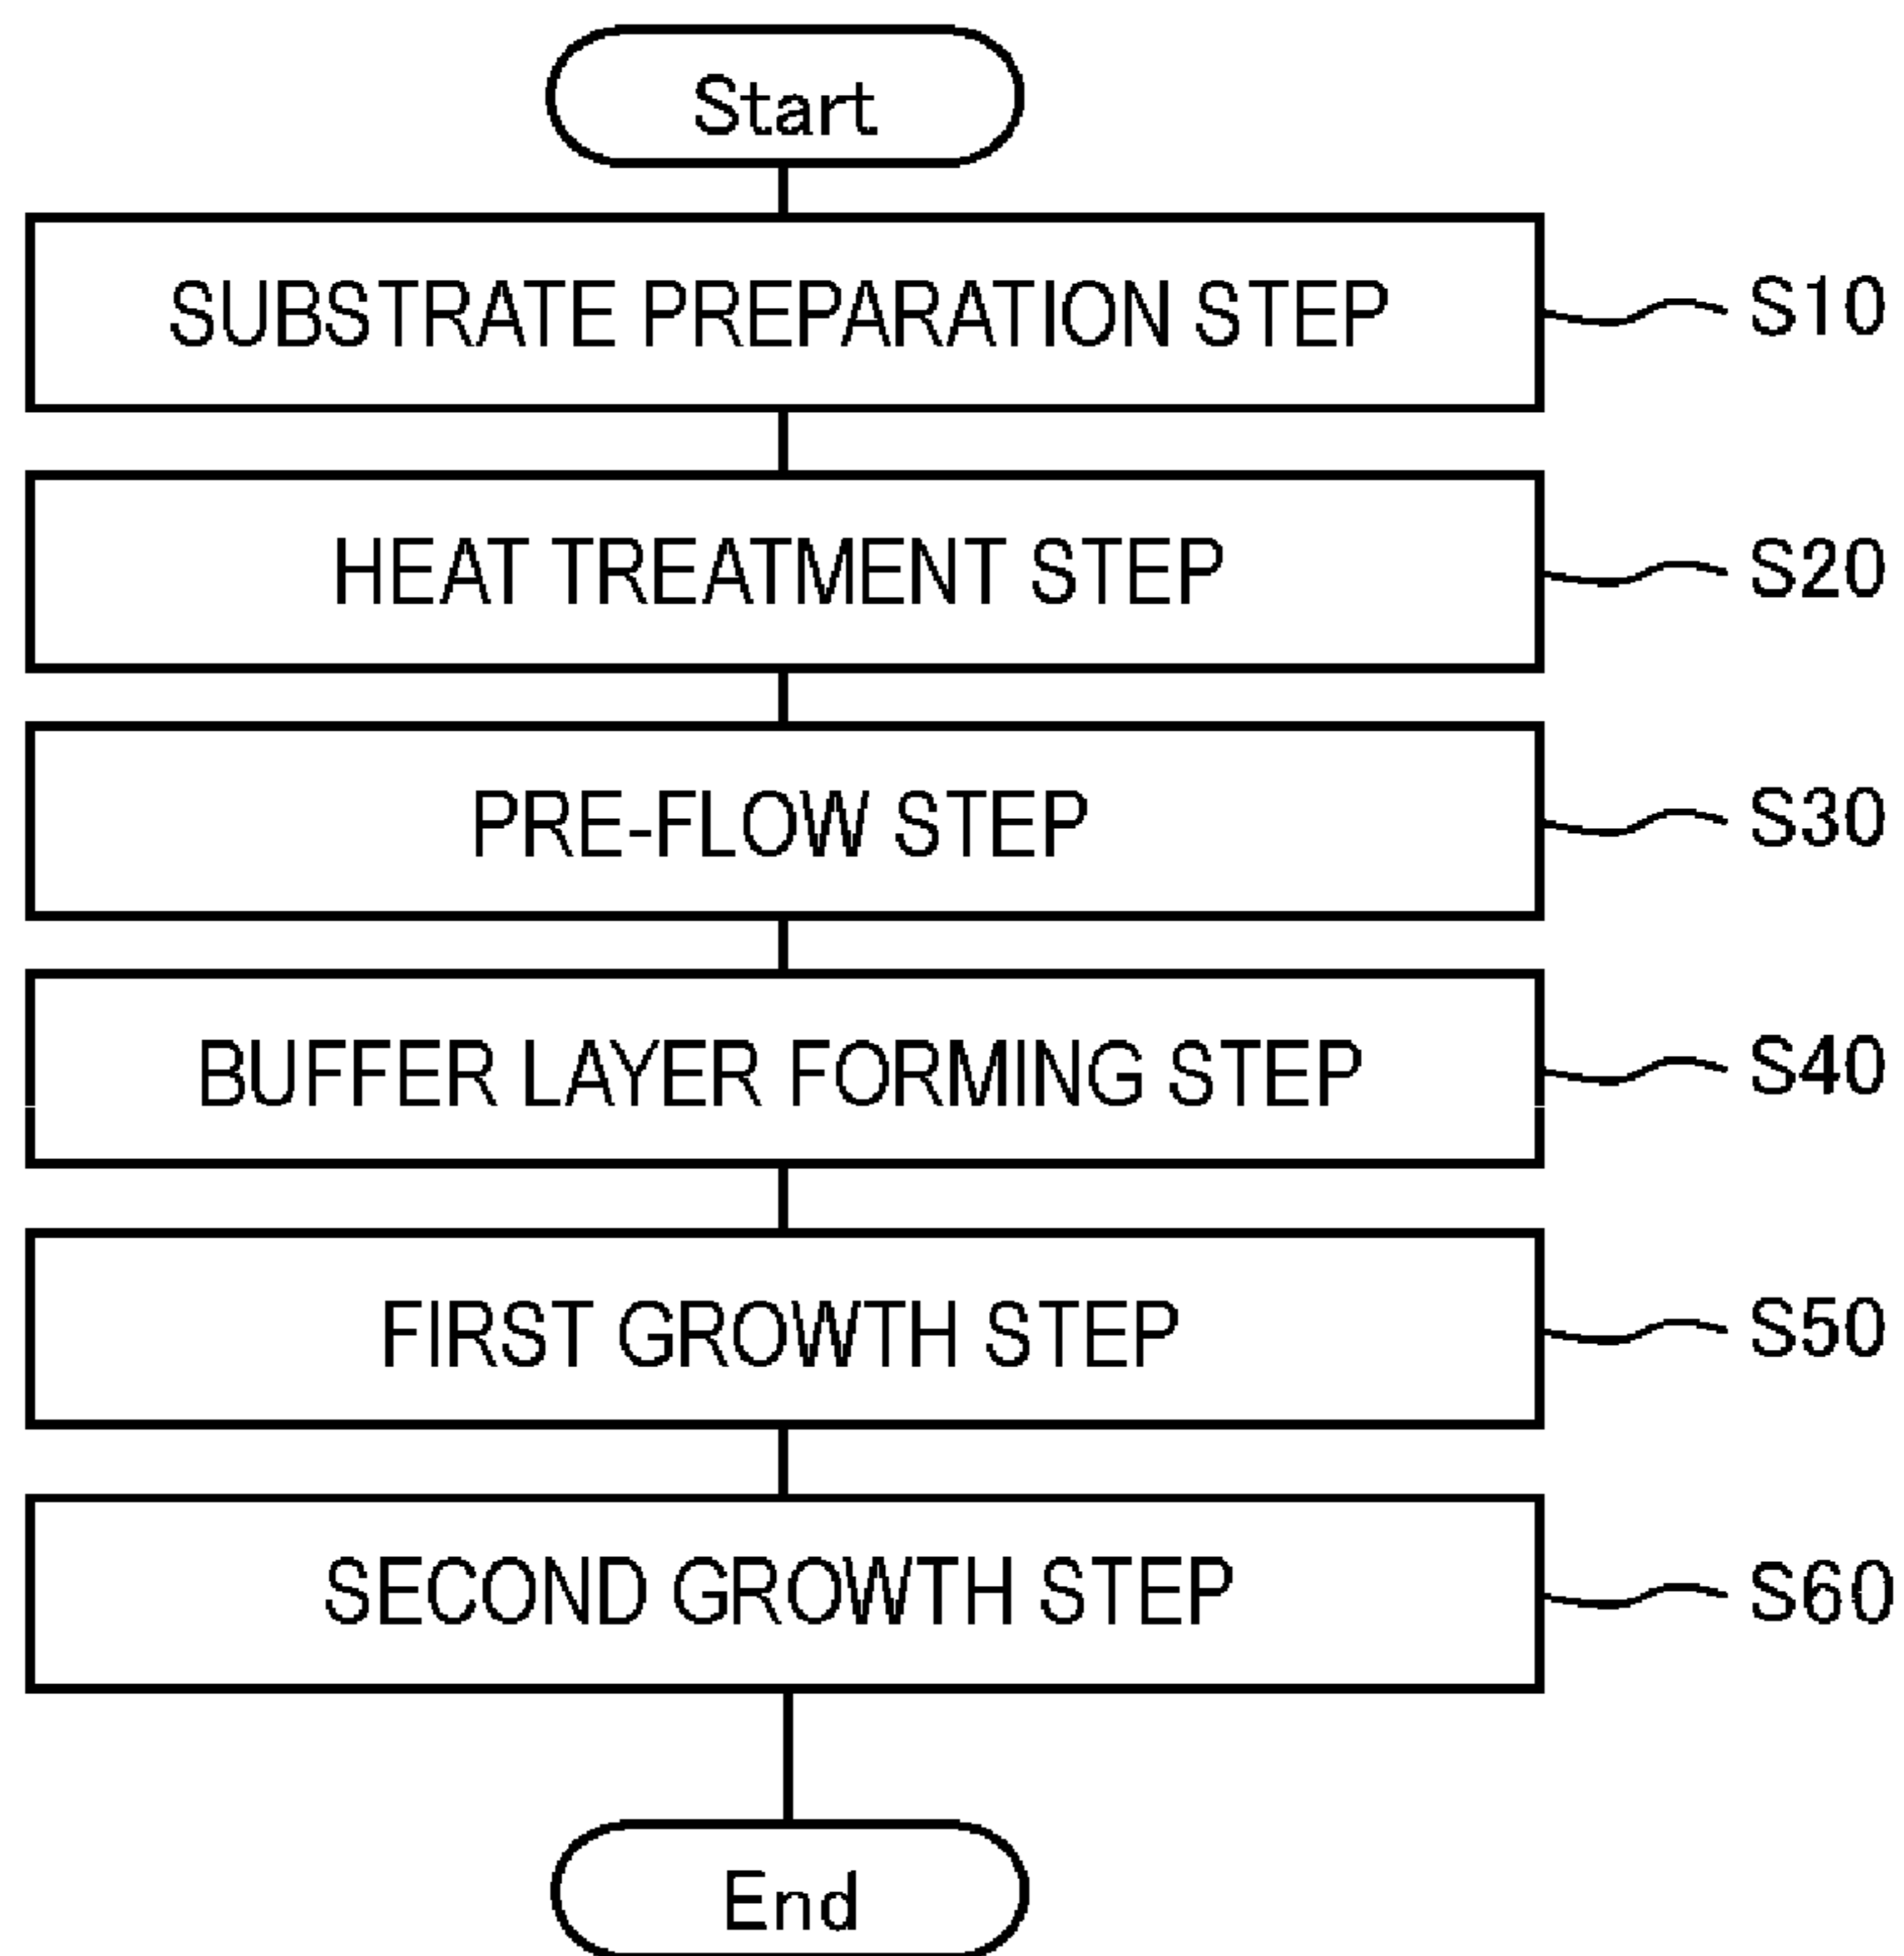 Start
SUBSTRATE PREPARATION STEP S10
HEAT TREATMENT STEP S20
PRE-FLOW STEP S30
BUFFER LAYER FORMING STEP S40
FIRST GROWTH STEP S50
SECOND GROWTH STEP S60
End